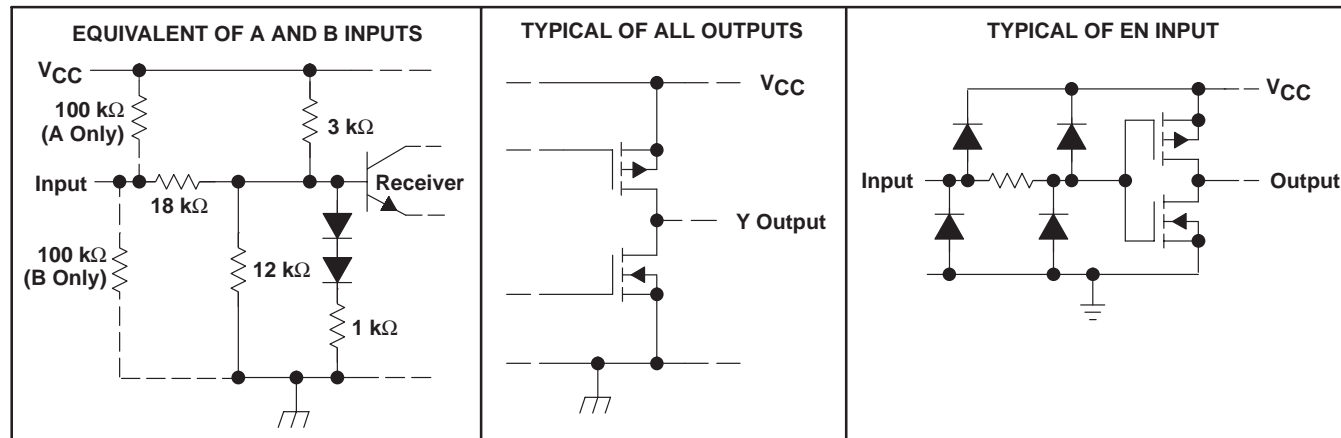 EQUIVALENT OF A AND B INPUTS
VCC
100 kΩ
(A Only)
3 kΩ
Input
18 kΩ
Receiver
100 kΩ
(B Only)
12 kΩ
1 kΩ
TYPICAL OF ALL OUTPUTS
VCC
Y Output
TYPICAL OF EN INPUT
VCC
Input
Output